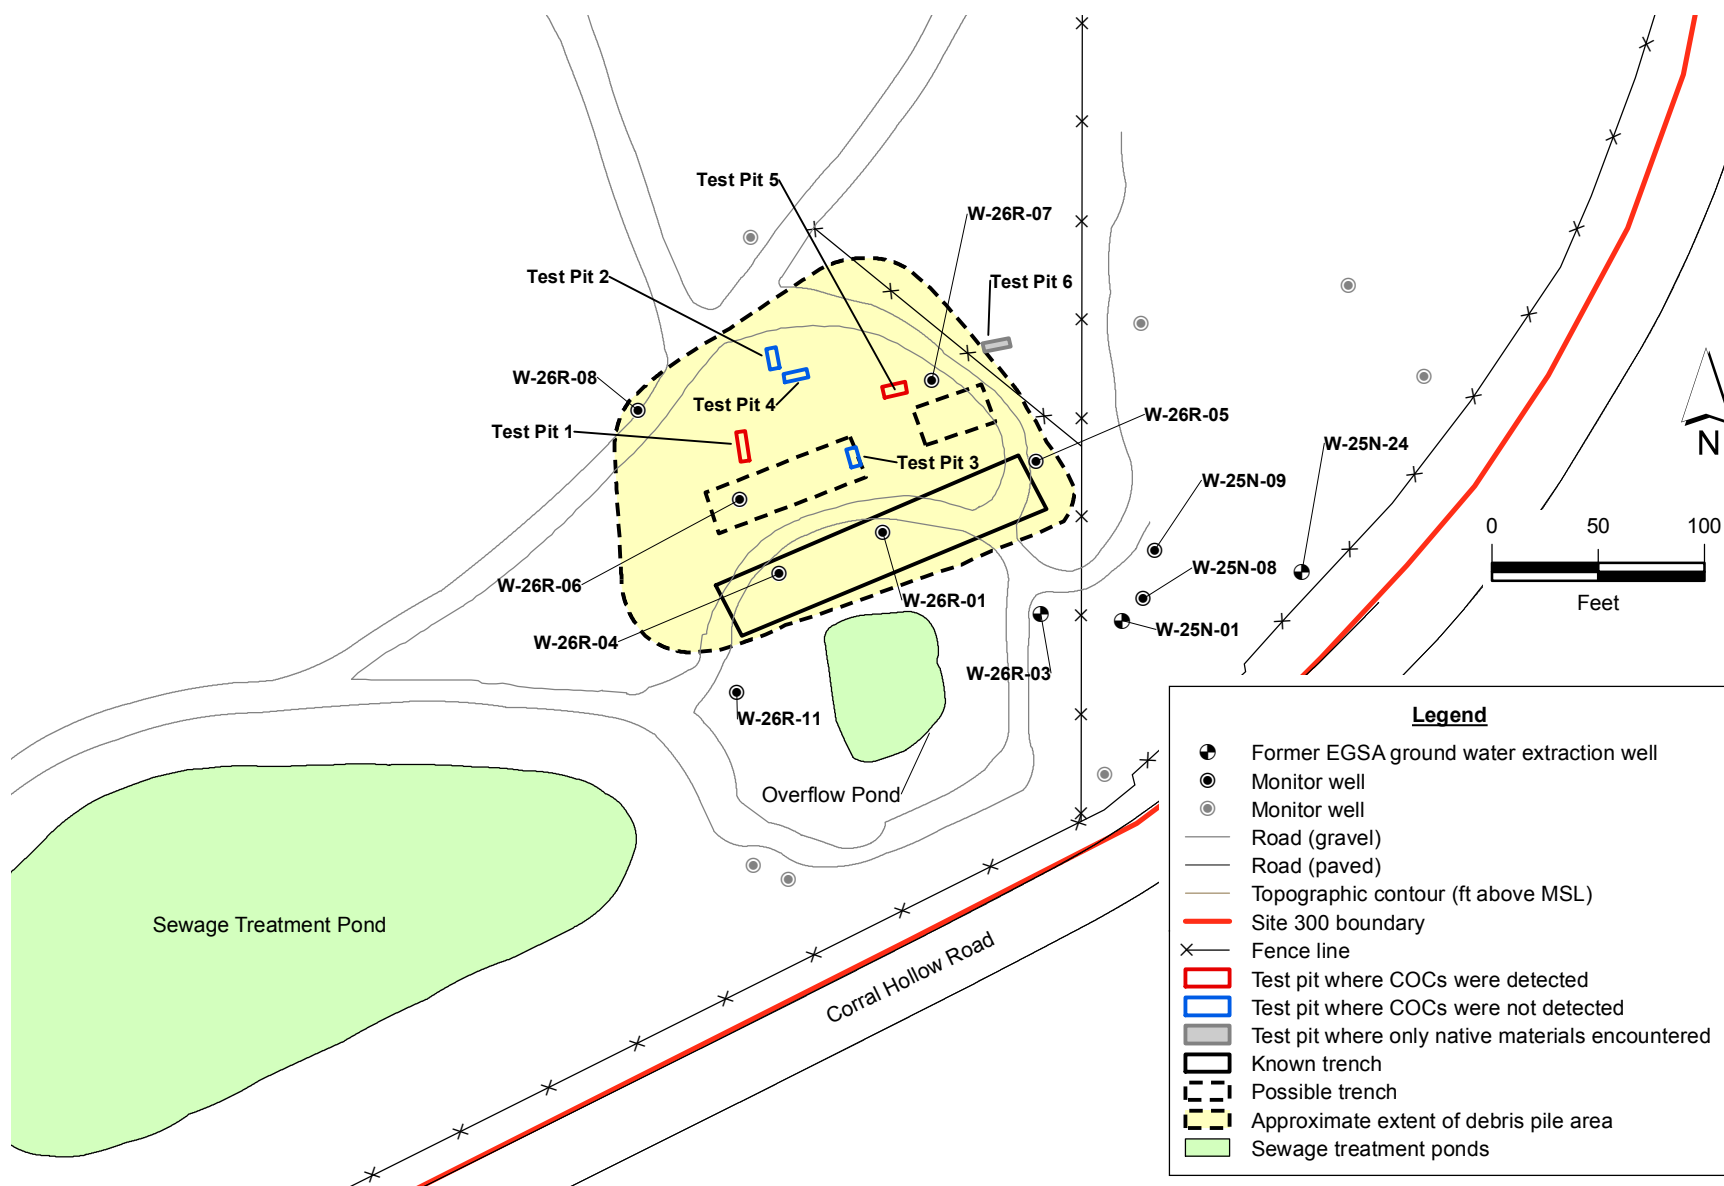 Test Pit 5
W-26R-07
Test Pit 2
Test Pit 6
W-26R-08
Test Pit 4
W-26R-05
Test Pit 1
W-25N-24
Test Pit 3
W-25N-09
N
0 50 100
Feet
W-26R-06
W-25N-08
W-26R-01
W-26R-04
W-25N-01
W-26R-03
W-26R-11
Overflow Pond
Sewage Treatment Pond
Corral Hollow Road
Legend
Former EGSA ground water extraction well
Monitor well
Monitor well
Road (gravel)
Road (paved)
Topographic contour (ft above MSL)
Site 300 boundary
Fence line
Test pit where COCs were detected
Test pit where COCs were not detected
Test pit where only native materials encountered
Known trench
Possible trench
Approximate extent of debris pile area
Sewage treatment ponds